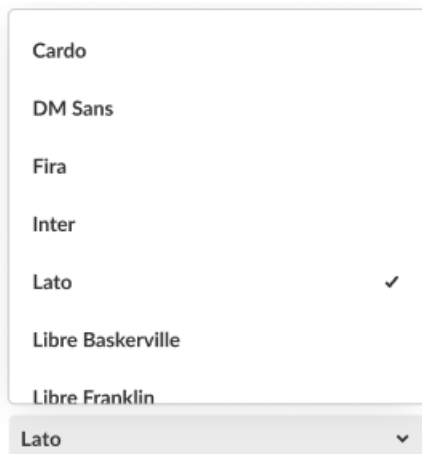 Cardo
DM Sans
Fira
Inter
Lato
Libre Baskerville
Libre Franklin
Lato